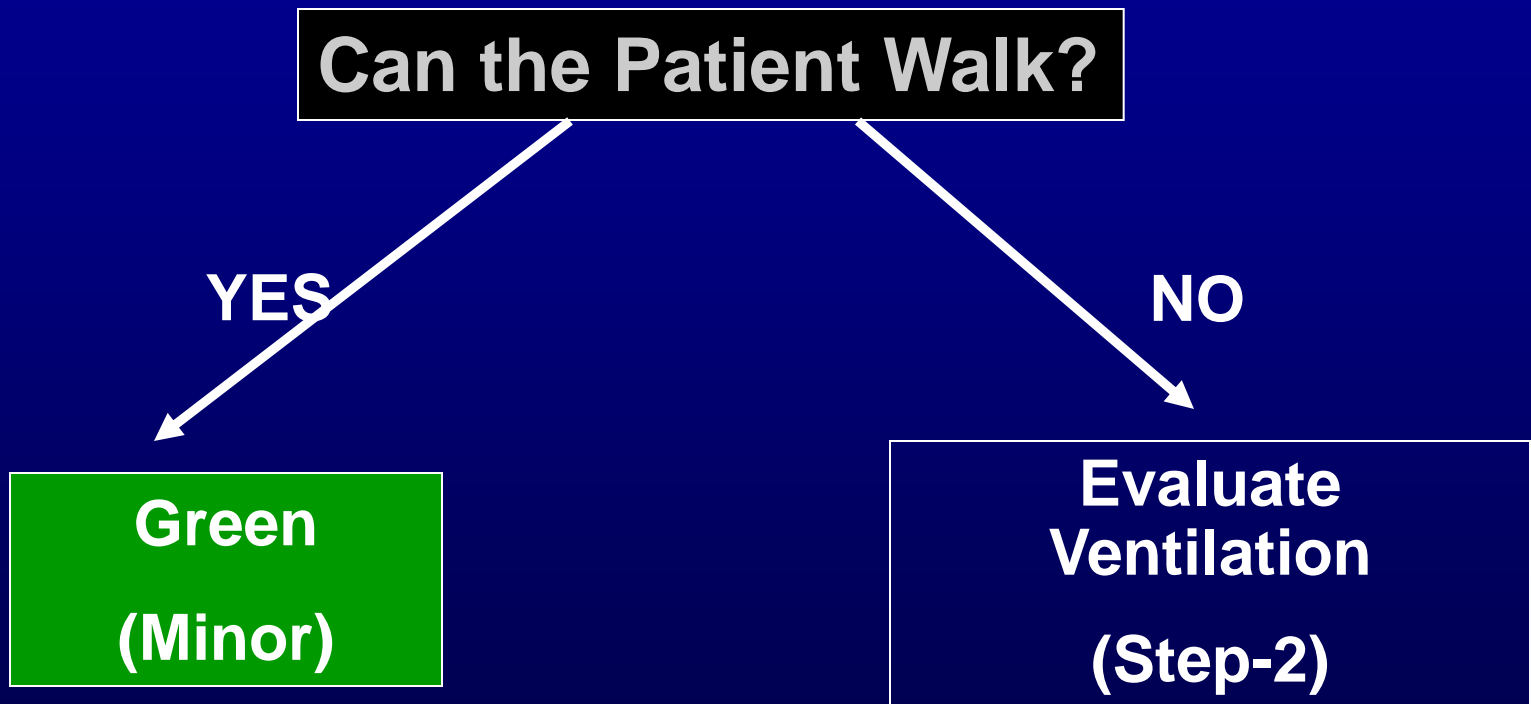 Can the Patient Walk?
YES
NO
Green
(Minor)
Evaluate
Ventilation
(Step-2)